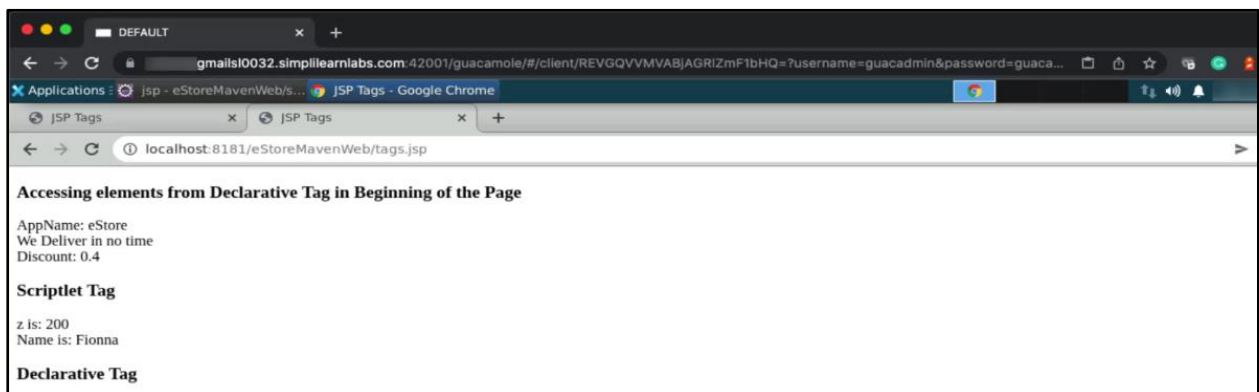 DEFAULT
gmailsl0032.simplilearnlabs.com:42001/guacamole/#/client/REVGQVVMVABjAGRlZmF1bHQ=?username=guacadmin&password=guaca...
Applications
jsp - eStoreMavenWeb/s...
JSP Tags - Google Chrome
JSP Tags
JSP Tags
localhost:8181/eStoreMavenWeb/tags.jsp
Accessing elements from Declarative Tag in Beginning of the Page
AppName: eStore
We Deliver in no time
Discount: 0.4
Scriptlet Tag
z is: 200
Name is: Fionna
Declarative Tag